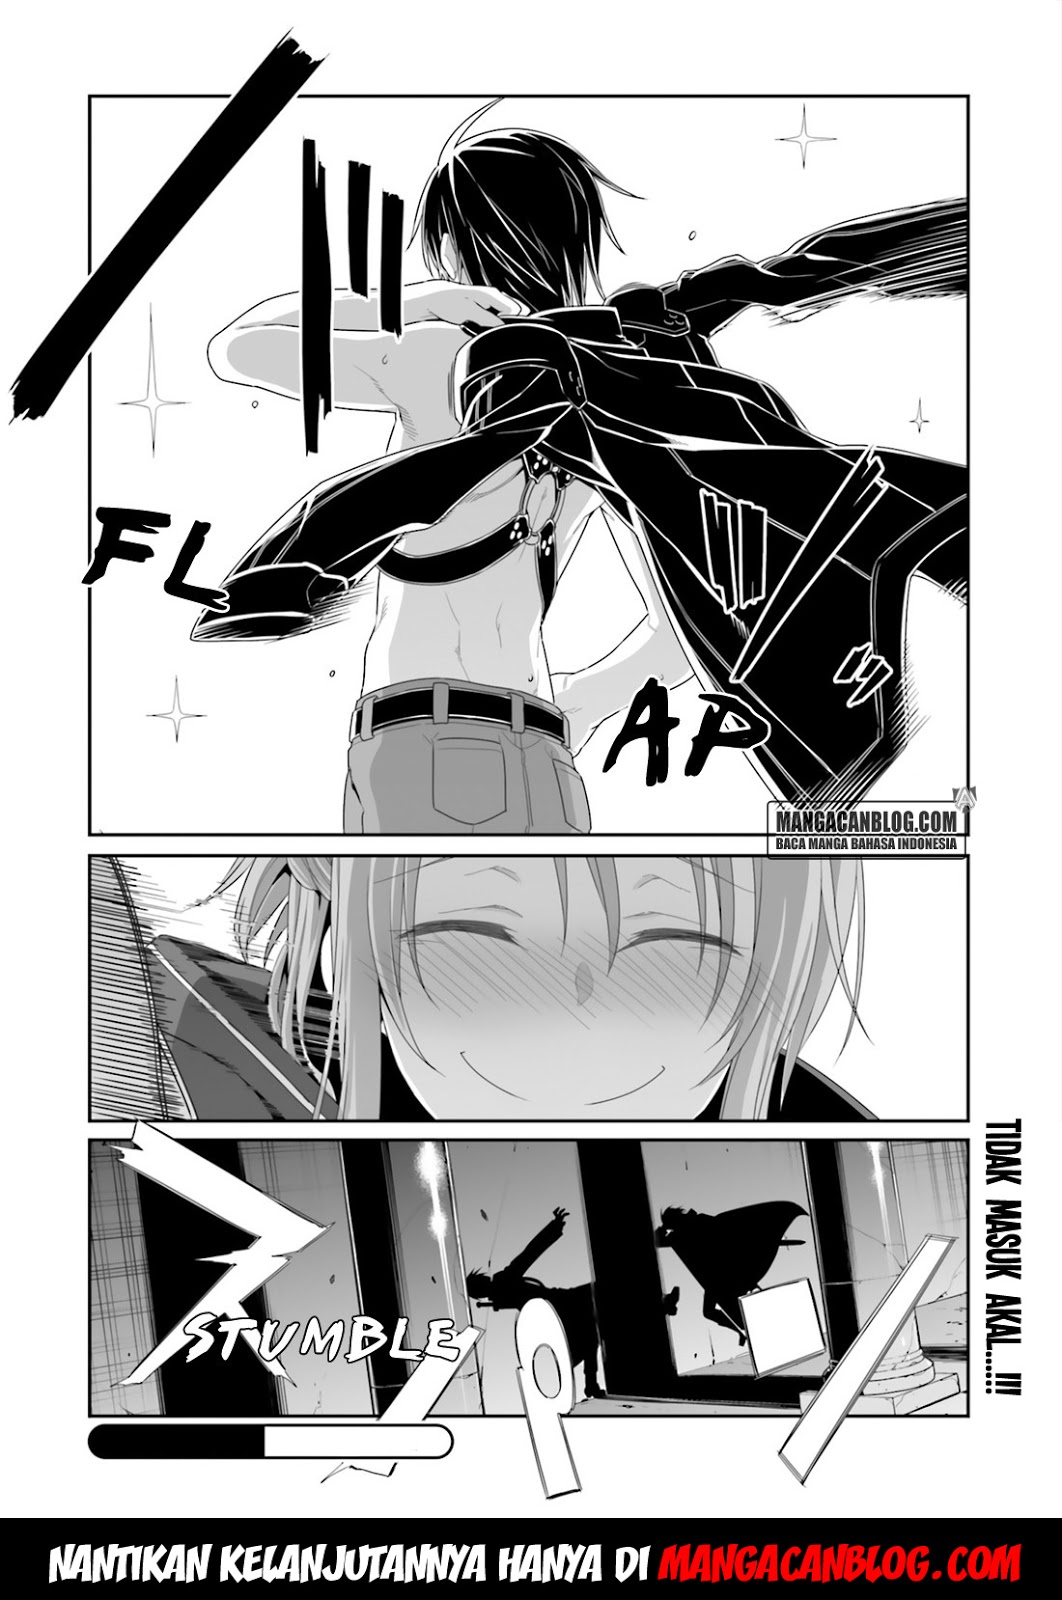 FL
AP
MANGACANBLOG.COM
BACA MANGA BAHASA INDONESIA
STUMBLE
TIDAK MASUK AKAL......!!!
NANTIKAN KELANJUTANNYA HANYA DI MANGACANBLOG.COM